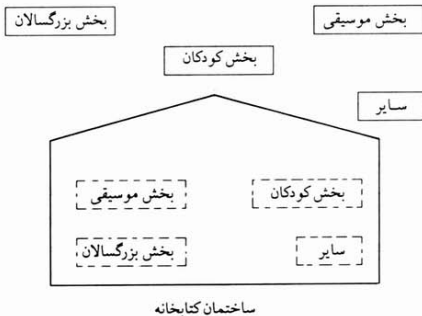 بخش موسیقی
بخش بزرگسالان
بخش کودکان
سایر
بخش کودکان
بخش موسیقی
سایر
بخش بزرگسالان
ساختمان کتابخانه